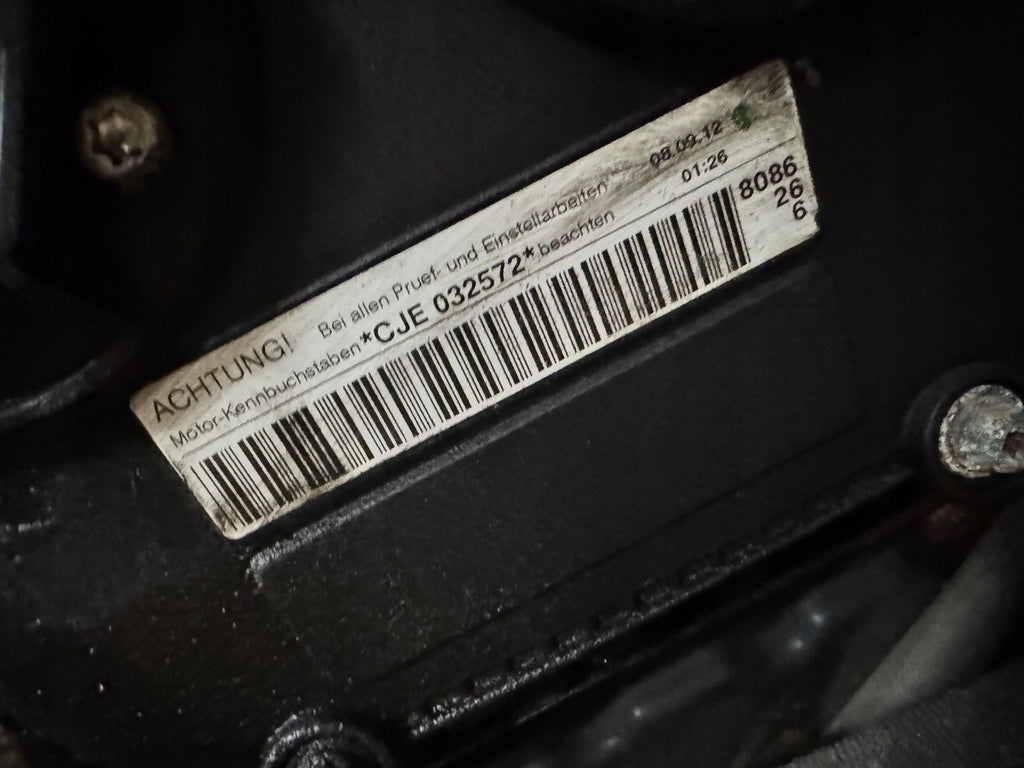 ACHTUNG! Bei allen Pruef- und Einstellarbeiten 08.09.12
Motor-Kennbuchstaben *CJE 032572* beachten 01:26
8086
26
6